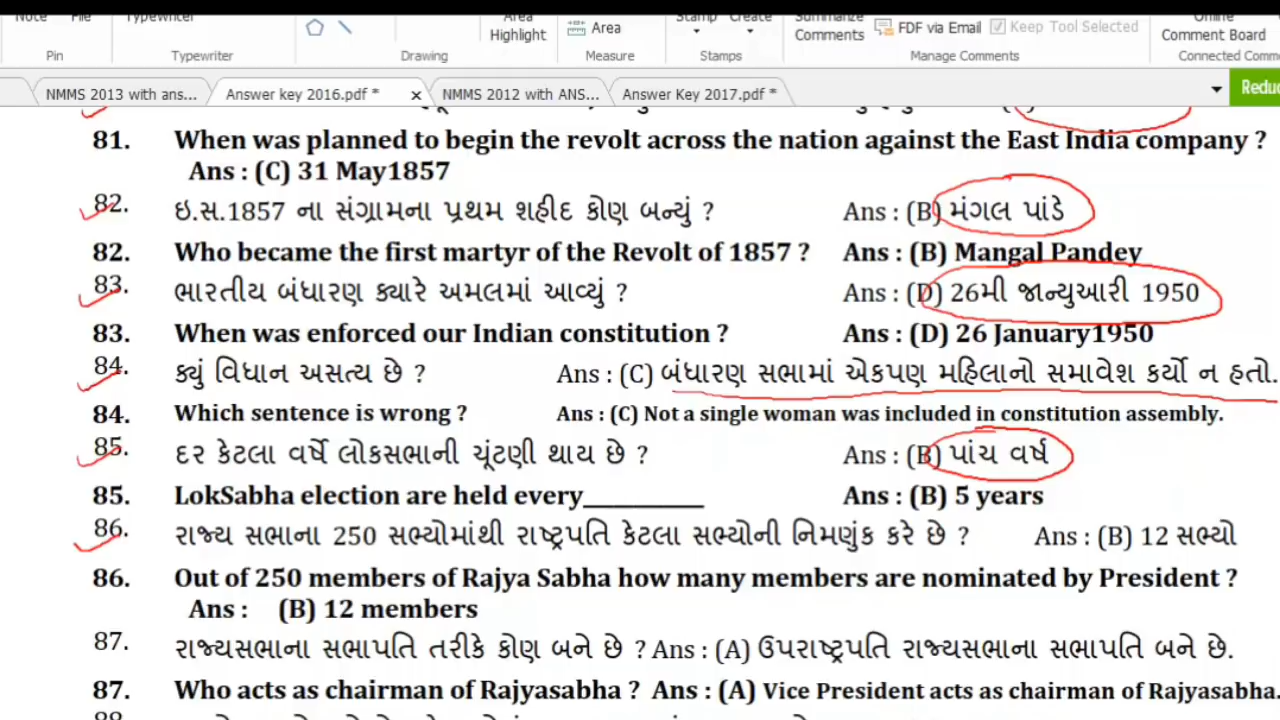 Note File Typewriter Area Stamp Create Summarize Online
Highlight Area Comments FDF via Email Keep Tool Selected Comment Board
Pin Typewriter Drawing Measure Stamps Manage Comments Connected Comm
NMMS 2013 with ans... Answer key 2016.pdf * × NMMS 2012 with ANS... Answer Key 2017.pdf * Reduc
81. When was planned to begin the revolt across the nation against the East India company ?
Ans : (C) 31 May1857
82. ઇ.સ.1857 ના સંગ્રામના પ્રથમ શહીદ કોણ બન્યું ? Ans : (B) મંગલ પાંડે
82. Who became the first martyr of the Revolt of 1857 ? Ans : (B) Mangal Pandey
83. ભારતીય બંધારણ ક્યારે અમલમાં આવ્યું ? Ans : (D) 26મી જાન્યુઆરી 1950
83. When was enforced our Indian constitution ? Ans : (D) 26 January1950
84. ક્યું વિધાન અસત્ય છે ? Ans : (C) બંધારણ સભામાં એકપણ મહિલાનો સમાવેશ કર્યો ન હતો.
84. Which sentence is wrong ? Ans : (C) Not a single woman was included in constitution assembly.
85. દર કેટલા વર્ષે લોકસભાની ચૂંટણી થાય છે ? Ans : (B) પાંચ વર્ષ
85. LokSabha election are held every__________ Ans : (B) 5 years
86. રાજ્ય સભાના 250 સભ્યોમાંથી રાષ્ટ્રપતિ કેટલા સભ્યોની નિમણુંક કરે છે ? Ans : (B) 12 સભ્યો
86. Out of 250 members of Rajya Sabha how many members are nominated by President ?
Ans : (B) 12 members
87. રાજ્યસભાના સભાપતિ તરીકે કોણ બને છે ? Ans : (A) ઉપરાષ્ટ્રપતિ રાજ્યસભાના સભાપતિ બને છે.
87. Who acts as chairman of Rajyasabha ? Ans : (A) Vice President acts as chairman of Rajyasabha.